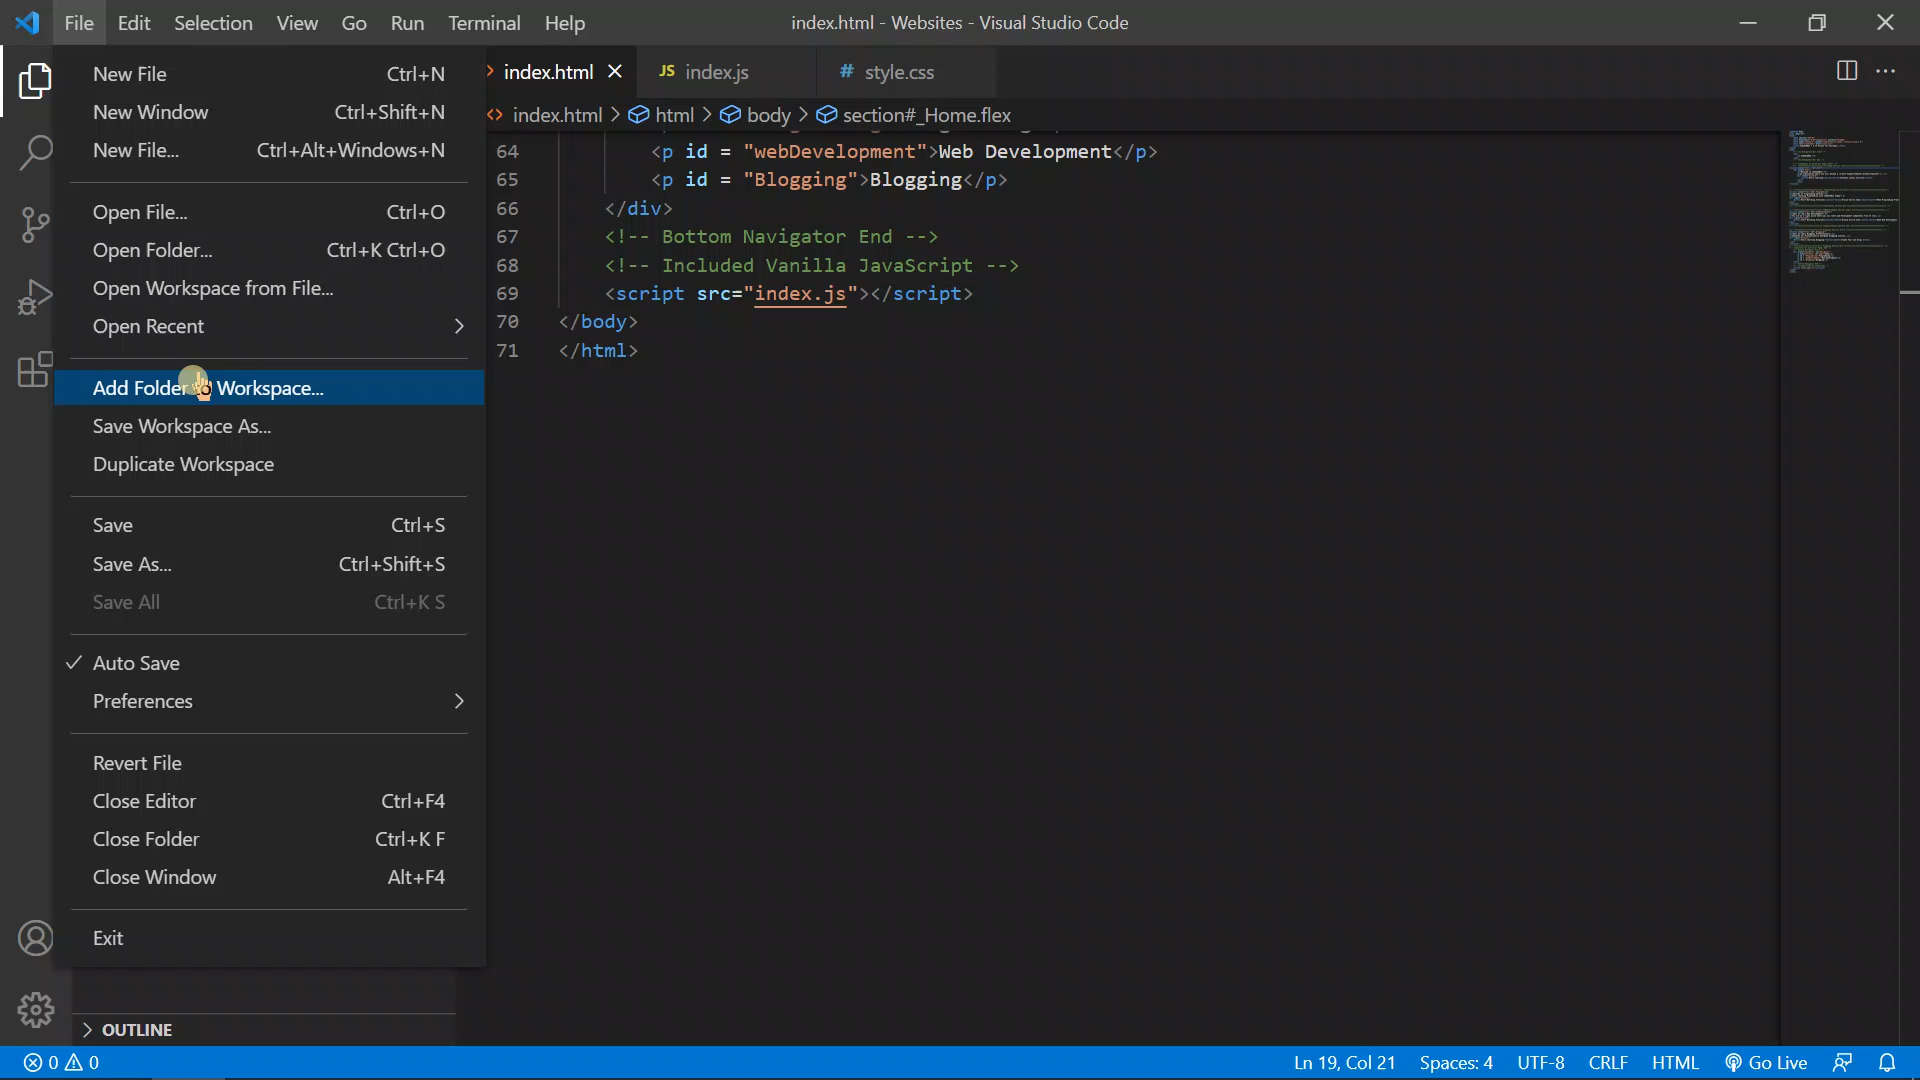 File Edit Selection View Go Run Terminal Help
index.html - Websites - Visual Studio Code
New File Ctrl+N
New Window Ctrl+Shift+N
New File... Ctrl+Alt+Windows+N
Open File... Ctrl+O
Open Folder... Ctrl+K Ctrl+O
Open Workspace from File...
Open Recent
Add Folder Workspace...
Save Workspace As...
Duplicate Workspace
Save Ctrl+S
Save As... Ctrl+Shift+S
Save All Ctrl+K S
Auto Save
Preferences
Revert File
Close Editor Ctrl+F4
Close Folder Ctrl+K F
Close Window Alt+F4
Exit
OUTLINE
index.html JS index.js # style.css
<> index.html > html > body > section#_Home.flex
64 <p id = "webDevelopment">Web Development</p>
65 <p id = "Blogging">Blogging</p>
66 </div>
67 <!-- Bottom Navigator End -->
68 <!-- Included Vanilla JavaScript -->
69 <script src="index.js"></script>
70 </body>
71 </html>
0 0
Ln 19, Col 21 Spaces: 4 UTF-8 CRLF HTML Go Live